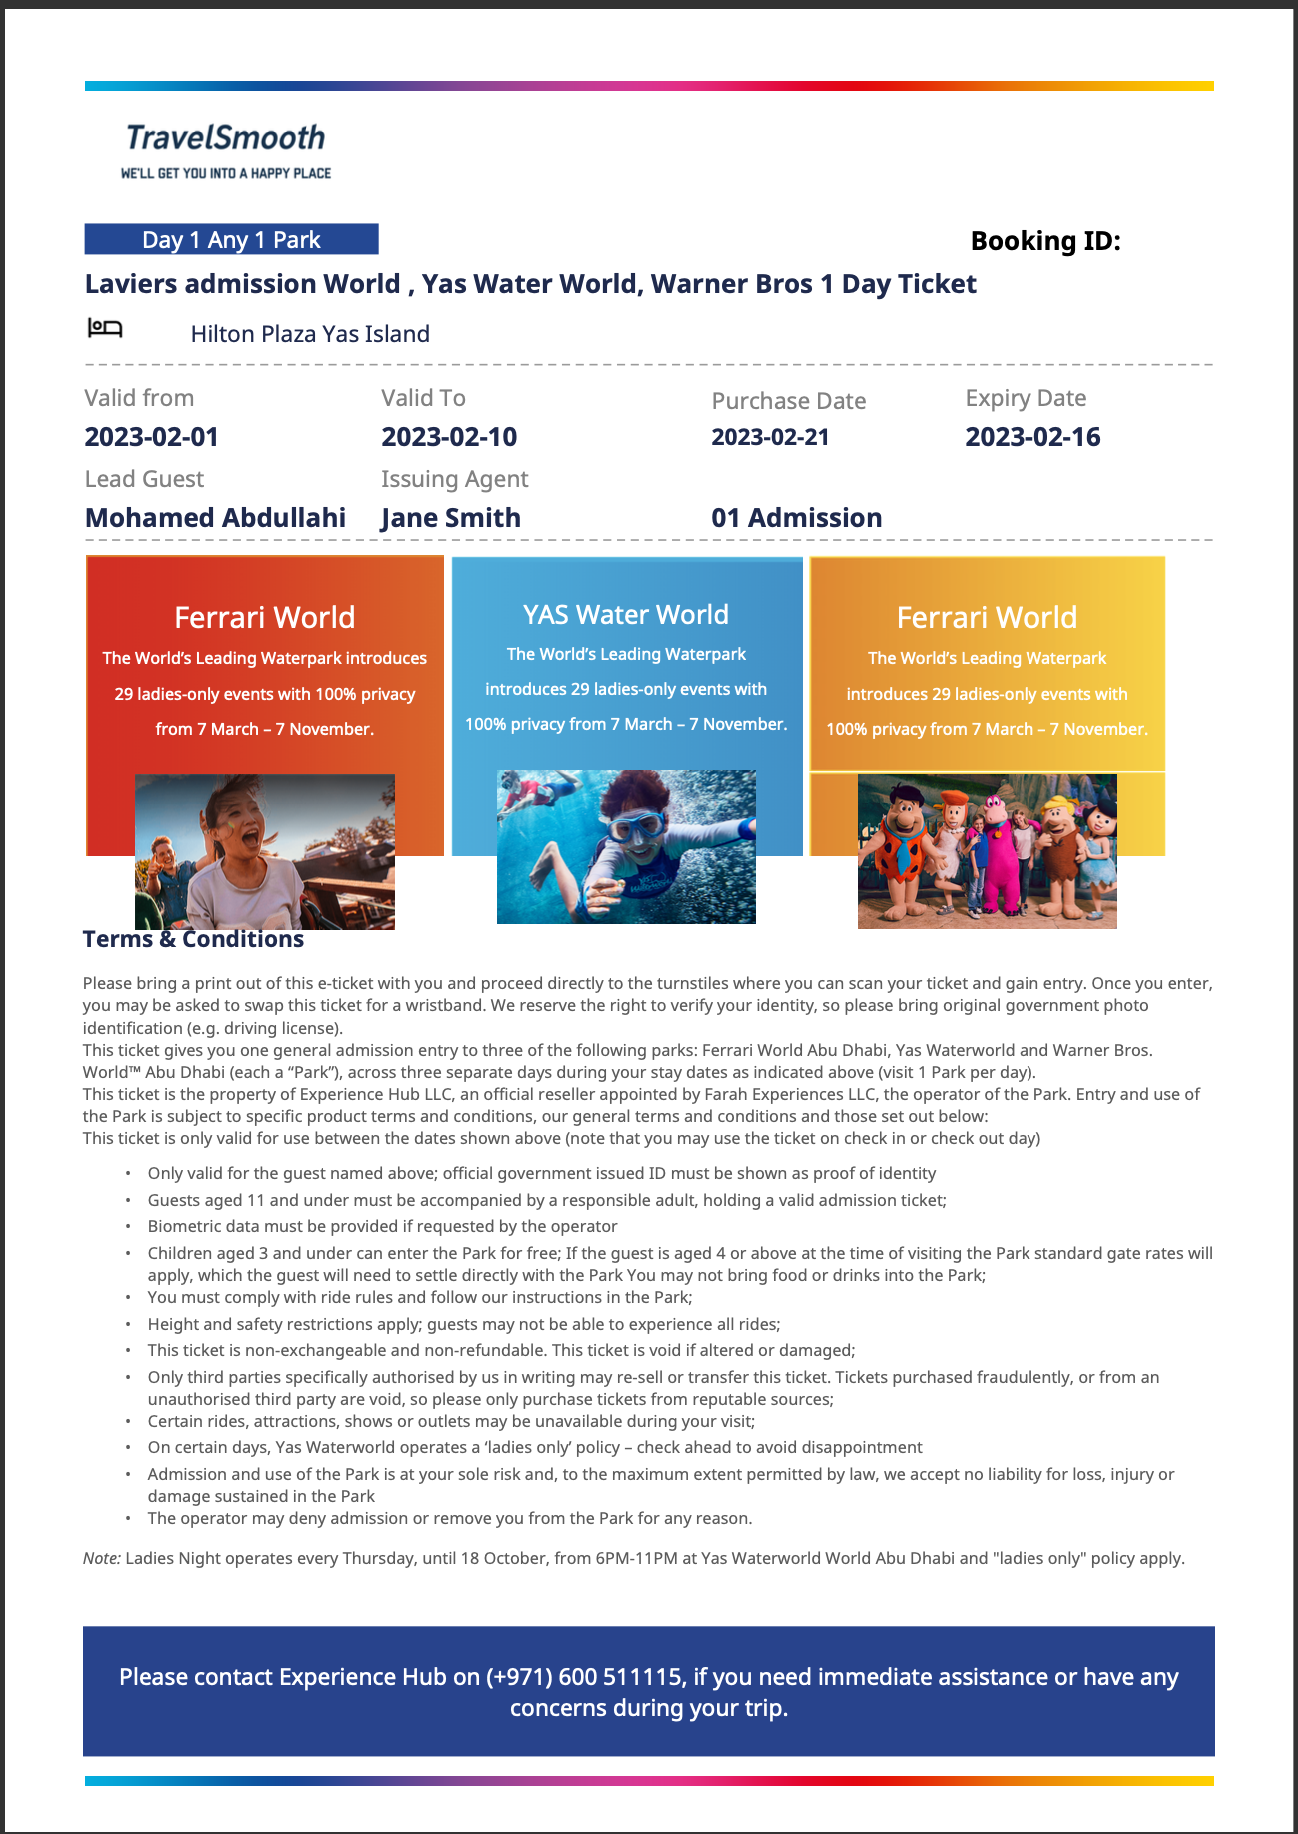 TravelSmooth
WE'LL GET YOU INTO A HAPPY PLACE
Day 1 Any 1 Park
Booking ID:
Laviers admission World , Yas Water World, Warner Bros 1 Day Ticket
Hilton Plaza Yas Island
Valid from
Valid To
Purchase Date
Expiry Date
2023-02-01
2023-02-10
2023-02-21
2023-02-16
Lead Guest
Issuing Agent
Mohamed Abdullahi
Jane Smith
01 Admission
Ferrari World
The World’s Leading Waterpark introduces
29 ladies-only events with 100% privacy
from 7 March – 7 November.
YAS Water World
The World’s Leading Waterpark
introduces 29 ladies-only events with
100% privacy from 7 March – 7 November.
Ferrari World
The World’s Leading Waterpark
introduces 29 ladies-only events with
100% privacy from 7 March – 7 November.
Terms & Conditions
Please bring a print out of this e-ticket with you and proceed directly to the turnstiles where you can scan your ticket and gain entry. Once you enter,
you may be asked to swap this ticket for a wristband. We reserve the right to verify your identity, so please bring original government photo
identification (e.g. driving license).
This ticket gives you one general admission entry to three of the following parks: Ferrari World Abu Dhabi, Yas Waterworld and Warner Bros.
World™ Abu Dhabi (each a “Park”), across three separate days during your stay dates as indicated above (visit 1 Park per day).
This ticket is the property of Experience Hub LLC, an official reseller appointed by Farah Experiences LLC, the operator of the Park. Entry and use of
the Park is subject to specific product terms and conditions, our general terms and conditions and those set out below:
This ticket is only valid for use between the dates shown above (note that you may use the ticket on check in or check out day)
• Only valid for the guest named above; official government issued ID must be shown as proof of identity
• Guests aged 11 and under must be accompanied by a responsible adult, holding a valid admission ticket;
• Biometric data must be provided if requested by the operator
• Children aged 3 and under can enter the Park for free; If the guest is aged 4 or above at the time of visiting the Park standard gate rates will
apply, which the guest will need to settle directly with the Park You may not bring food or drinks into the Park;
• You must comply with ride rules and follow our instructions in the Park;
• Height and safety restrictions apply; guests may not be able to experience all rides;
• This ticket is non-exchangeable and non-refundable. This ticket is void if altered or damaged;
• Only third parties specifically authorised by us in writing may re-sell or transfer this ticket. Tickets purchased fraudulently, or from an
unauthorised third party are void, so please only purchase tickets from reputable sources;
• Certain rides, attractions, shows or outlets may be unavailable during your visit;
• On certain days, Yas Waterworld operates a ‘ladies only’ policy – check ahead to avoid disappointment
• Admission and use of the Park is at your sole risk and, to the maximum extent permitted by law, we accept no liability for loss, injury or
damage sustained in the Park
• The operator may deny admission or remove you from the Park for any reason.
Note: Ladies Night operates every Thursday, until 18 October, from 6PM-11PM at Yas Waterworld World Abu Dhabi and "ladies only" policy apply.
Please contact Experience Hub on (+971) 600 511115, if you need immediate assistance or have any
concerns during your trip.